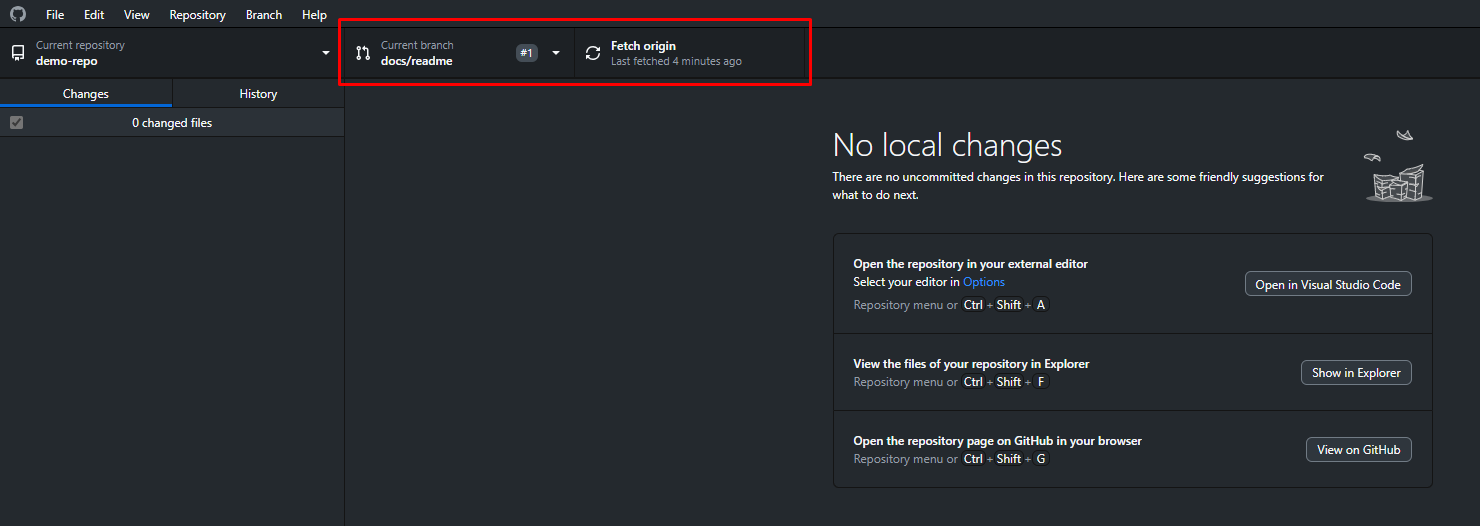 File Edit View Repository Branch Help
Current repository
demo-repo
Current branch
docs/readme
#1
Fetch origin
Last fetched 4 minutes ago
Changes
History
0 changed files
No local changes
There are no uncommitted changes in this repository. Here are some friendly suggestions for
what to do next.
Open the repository in your external editor
Select your editor in Options
Repository menu or Ctrl + Shift + A
Open in Visual Studio Code
View the files of your repository in Explorer
Repository menu or Ctrl + Shift + F
Show in Explorer
Open the repository page on GitHub in your browser
Repository menu or Ctrl + Shift + G
View on GitHub